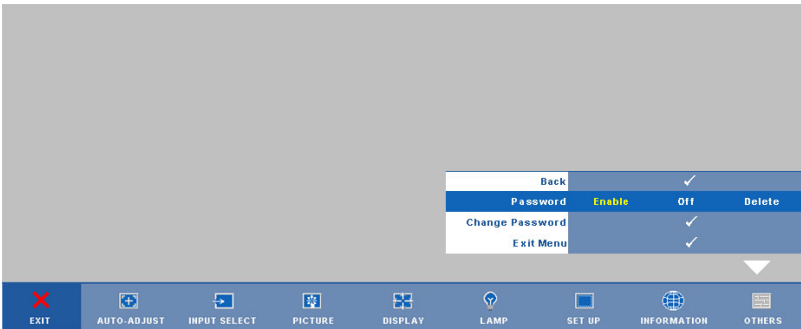 Back
Password Enable Off Delete
Change Password
Exit Menu
EXIT AUTO-ADJUST INPUT SELECT PICTURE DISPLAY LAMP SET UP INFORMATION OTHERS